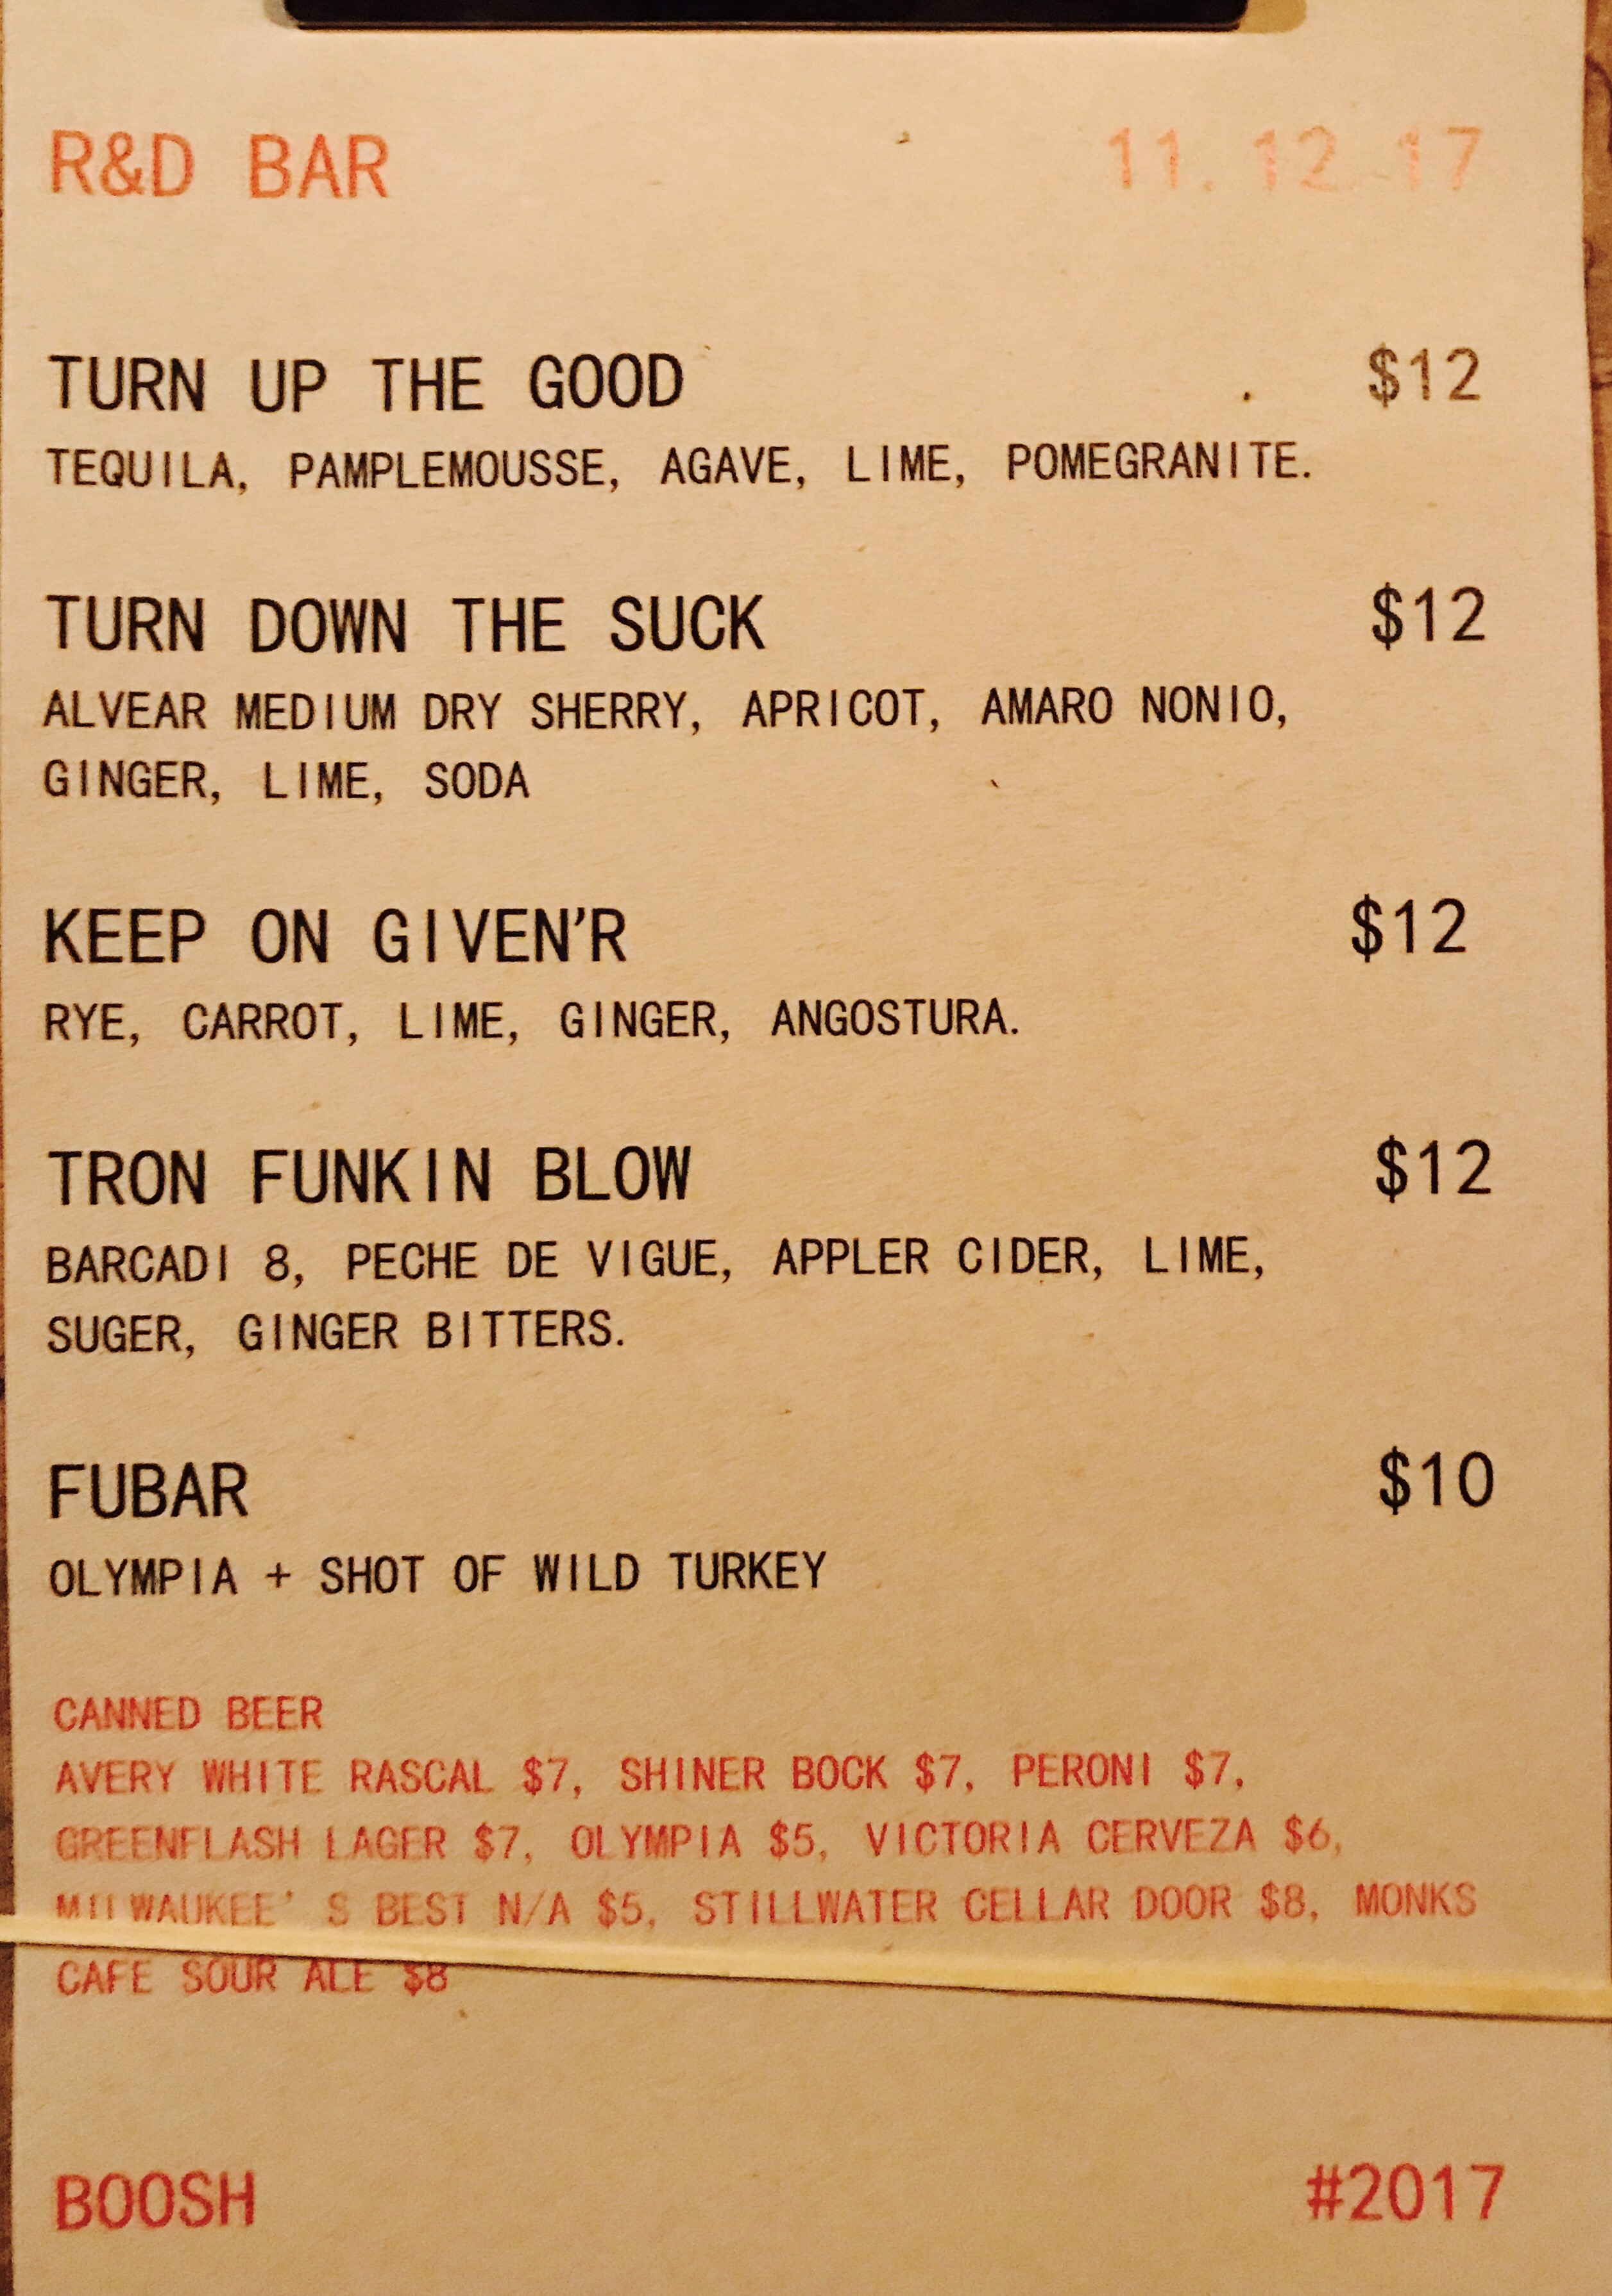 R&D BAR 11.12.17
TURN UP THE GOOD $12
TEQUILA, PAMPLEMOUSSE, AGAVE, LIME, POMEGRANITE.
TURN DOWN THE SUCK $12
ALVEAR MEDIUM DRY SHERRY, APRICOT, AMARO NONIO,
GINGER, LIME, SODA
KEEP ON GIVEN'R $12
RYE, CARROT, LIME, GINGER, ANGOSTURA.
TRON FUNKIN BLOW $12
BARCADI 8, PECHE DE VIGUE, APPLER CIDER, LIME,
SUGER, GINGER BITTERS.
FUBAR $10
OLYMPIA + SHOT OF WILD TURKEY
CANNED BEER
AVERY WHITE RASCAL $7, SHINER BOCK $7, PERONI $7,
GREENFLASH LAGER $7, OLYMPIA $5, VICTORIA CERVEZA $6,
MILWAUKEE'S BEST N/A $5, STILLWATER CELLAR DOOR $8, MONKS
CAFE SOUR ALE $8
BOOSH #2017